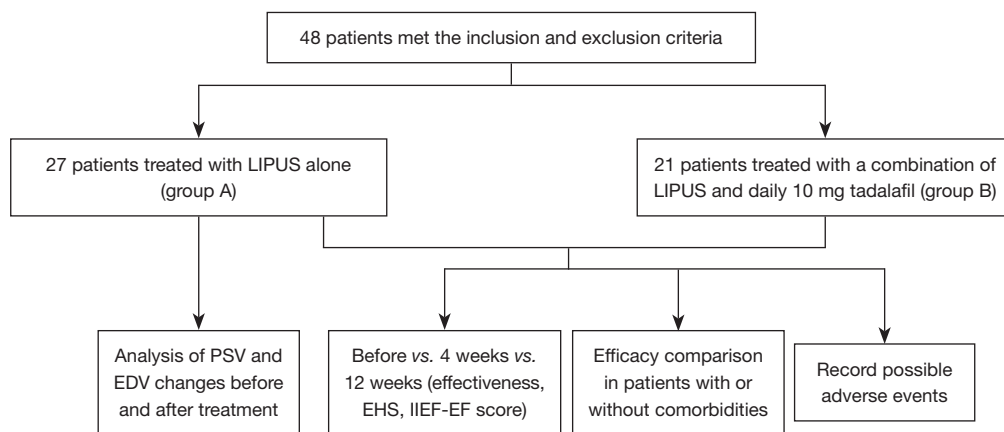 48 patients met the inclusion and exclusion criteria
27 patients treated with LIPUS alone
(group A)
21 patients treated with a combination of
LIPUS and daily 10 mg tadalafil (group B)
Analysis of PSV and
EDV changes before
and after treatment
Before vs. 4 weeks vs.
12 weeks (effectiveness,
EHS, IIEF-EF score)
Efficacy comparison
in patients with or
without comorbidities
Record possible
adverse events